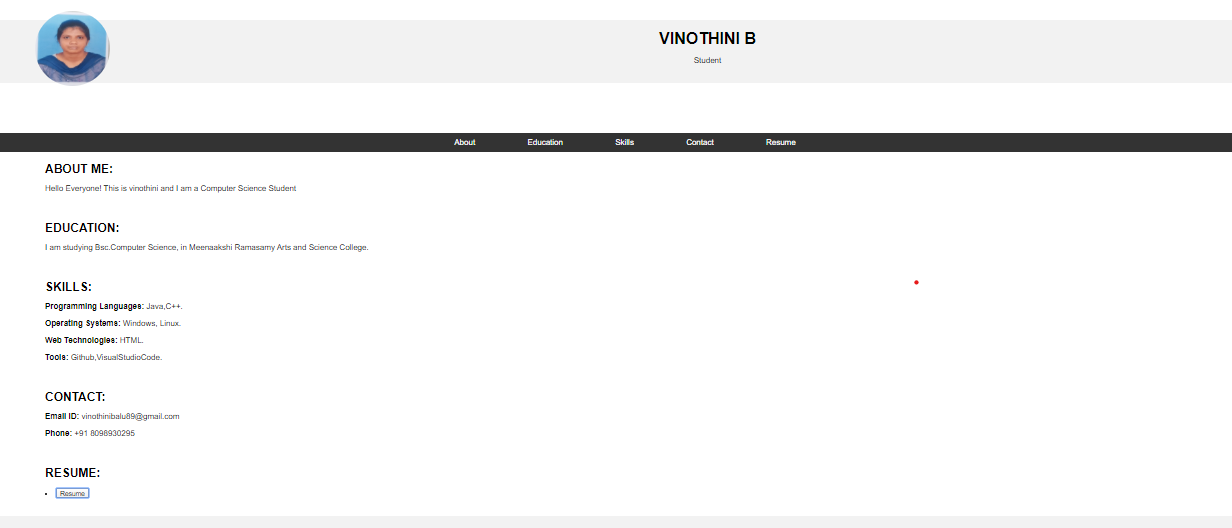 VINOTHINI B
Student
About Education Skills Contact Resume
ABOUT ME:
Hello Everyone! This is vinothini and I am a Computer Science Student
EDUCATION:
I am studying Bsc.Computer Science, in Meenaakshi Ramasamy Arts and Science College.
SKILLS:
Programming Languages: Java,C++.
Operating Systems: Windows, Linux.
Web Technologies: HTML.
Tools: Github,VisualStudioCode.
CONTACT:
Email ID: vinothinibalu89@gmail.com
Phone: +91 8098930295
RESUME:
• Resume